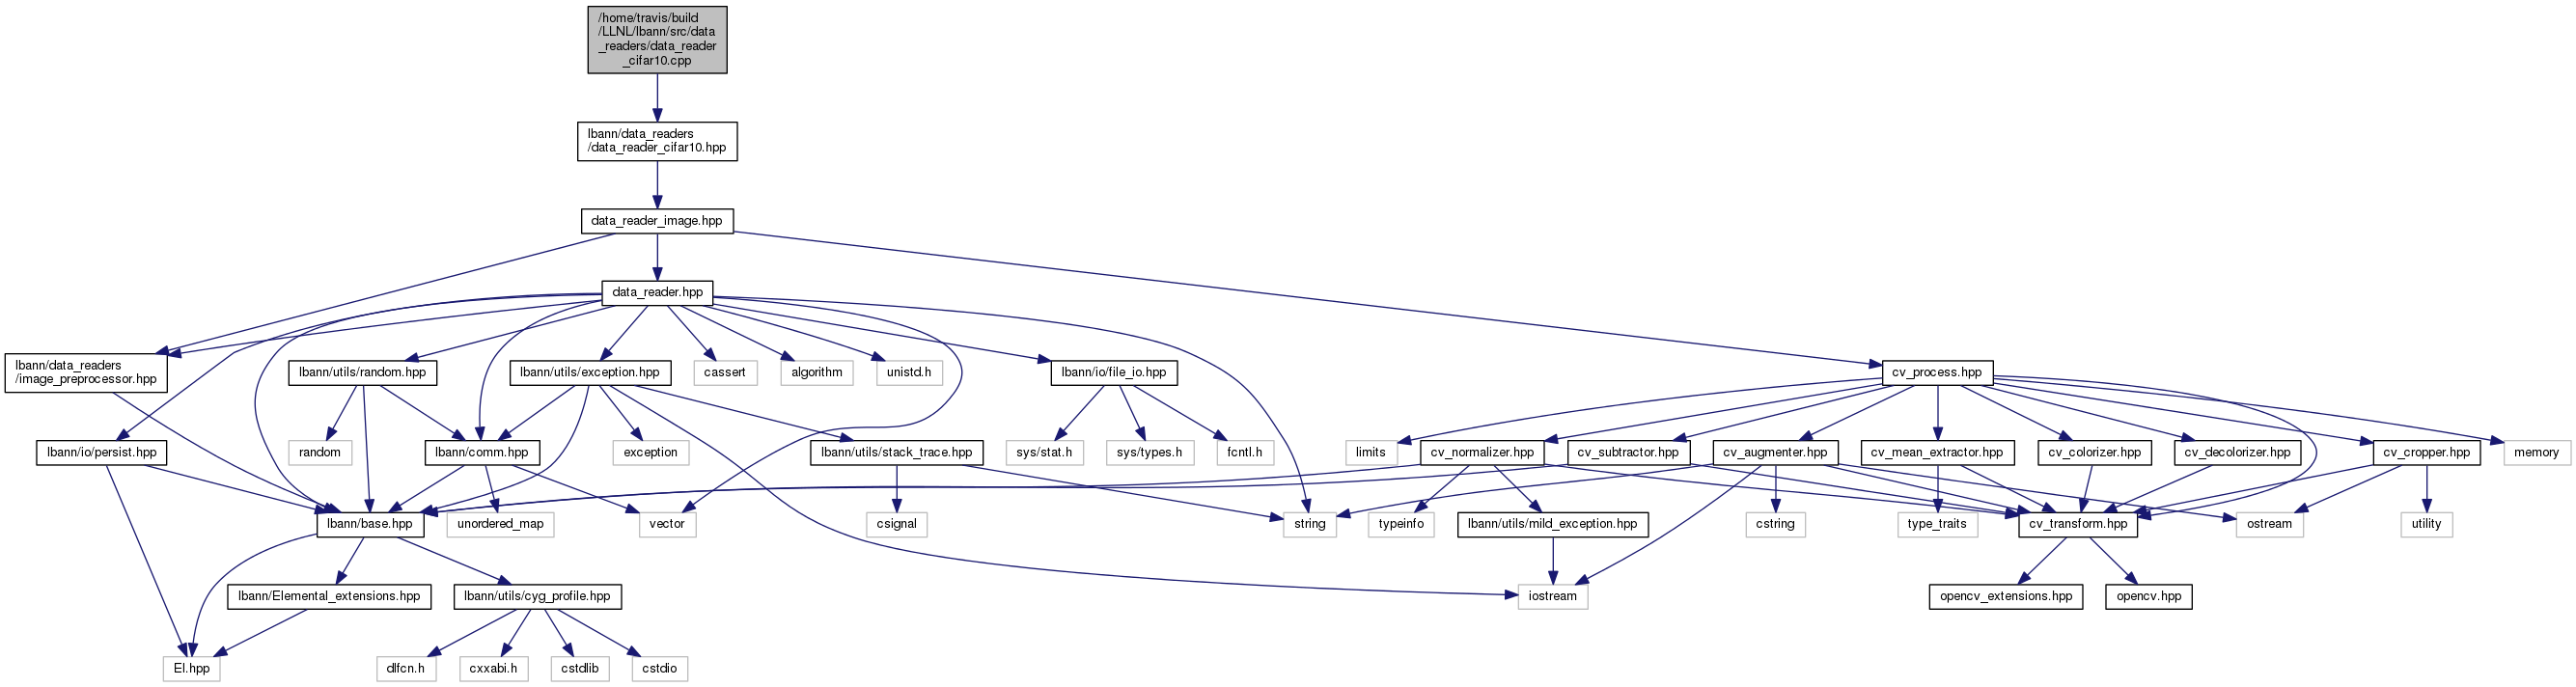 /home/travis/build
/LLNL/lbann/src/data
_readers/data_reader
_cifar10.cpp
lbann/data_readers
/data_reader_cifar10.hpp
data_reader_image.hpp
data_reader.hpp
lbann/data_readers
/image_preprocessor.hpp
lbann/utils/random.hpp
lbann/utils/exception.hpp
cassert
algorithm
unistd.h
lbann/io/file_io.hpp
cv_process.hpp
lbann/io/persist.hpp
random
lbann/comm.hpp
exception
lbann/utils/stack_trace.hpp
sys/stat.h
sys/types.h
fcntl.h
limits
cv_normalizer.hpp
cv_subtractor.hpp
cv_augmenter.hpp
cv_mean_extractor.hpp
cv_colorizer.hpp
cv_decolorizer.hpp
cv_cropper.hpp
memory
lbann/base.hpp
unordered_map
vector
csignal
string
typeinfo
lbann/utils/mild_exception.hpp
cstring
type_traits
cv_transform.hpp
ostream
utility
lbann/Elemental_extensions.hpp
lbann/utils/cyg_profile.hpp
iostream
opencv_extensions.hpp
opencv.hpp
El.hpp
dlfcn.h
cxxabi.h
cstdlib
cstdio